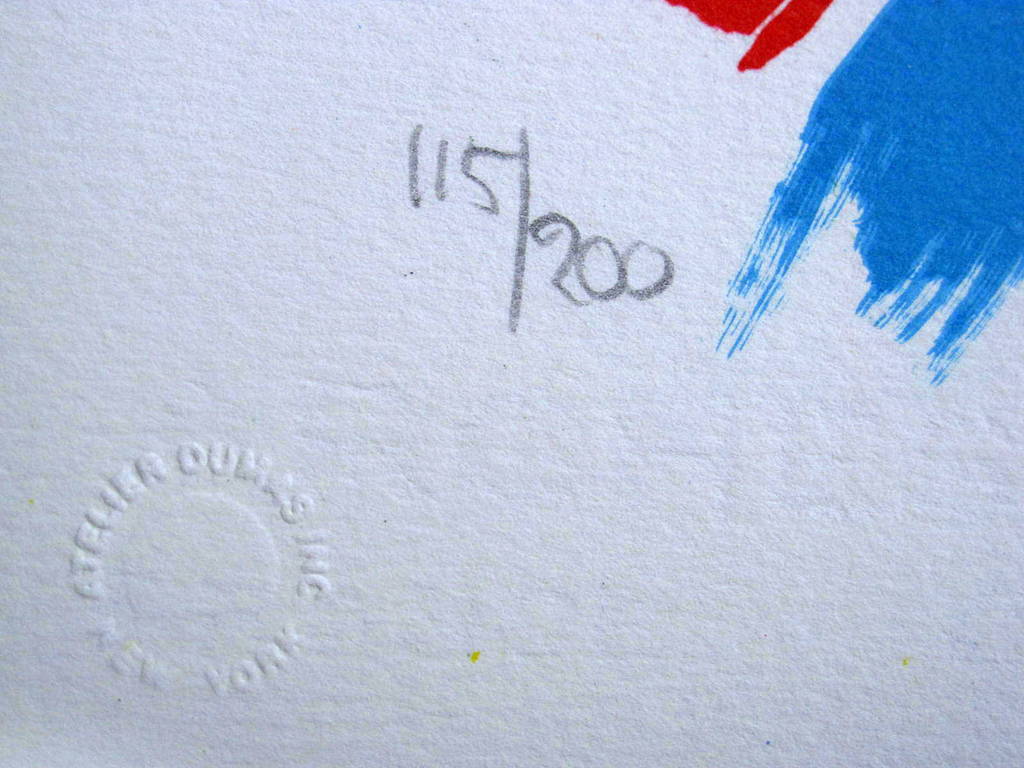 115/200
ATELIER DUMAS INC
NEW YORK